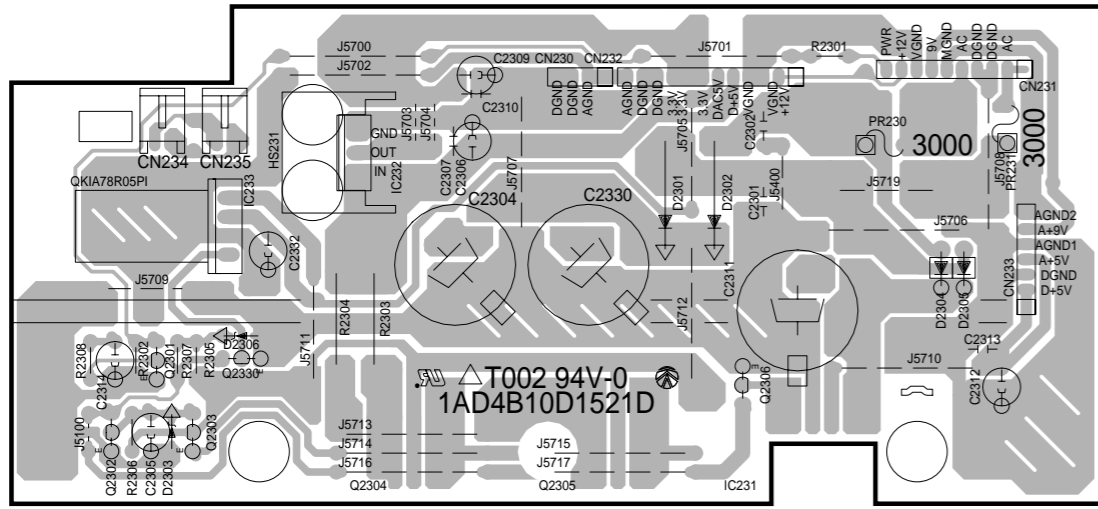 J5700
J5702
C2309
CN230
CN232
J5701
R2301
PWR
+12V
VGND
9V
MGND
AC
DGND
DGND
AC
CN231
DGND
DGND
AGND
AGND
DGND
DGND
3.3V
3.3V
3.3V
DAC5V
D+5V
VGND
VGND
+12V
C2310
J5703
J5704
J5705
C2302
PR230
3000
3000
J5708
PR231
CN234
CN235
HS231
GND
OUT
IN
IC232
C2307
C2306
J5707
QKIA78R05PI
IC233
C2304
C2330
D2301
D2302
C2301
J5400
J5719
J5706
AGND2
A+9V
AGND1
A+5V
DGND
D+5V
CN233
C2332
C2311
J5709
R2304
R2303
J5712
D2304
D2305
J5711
C2313
R2308
R2302
R2301
R2307
R2305
D2306
Q2330
E
C2314
E
J5710
C2312
T002 94V-0
1AD4B10D1521D
E
Q2306
J5100
Q2302
E
R2306
C2305
D2303
E
Q2303
J5713
J5714
J5716
J5715
J5717
Q2304
Q2305
IC231